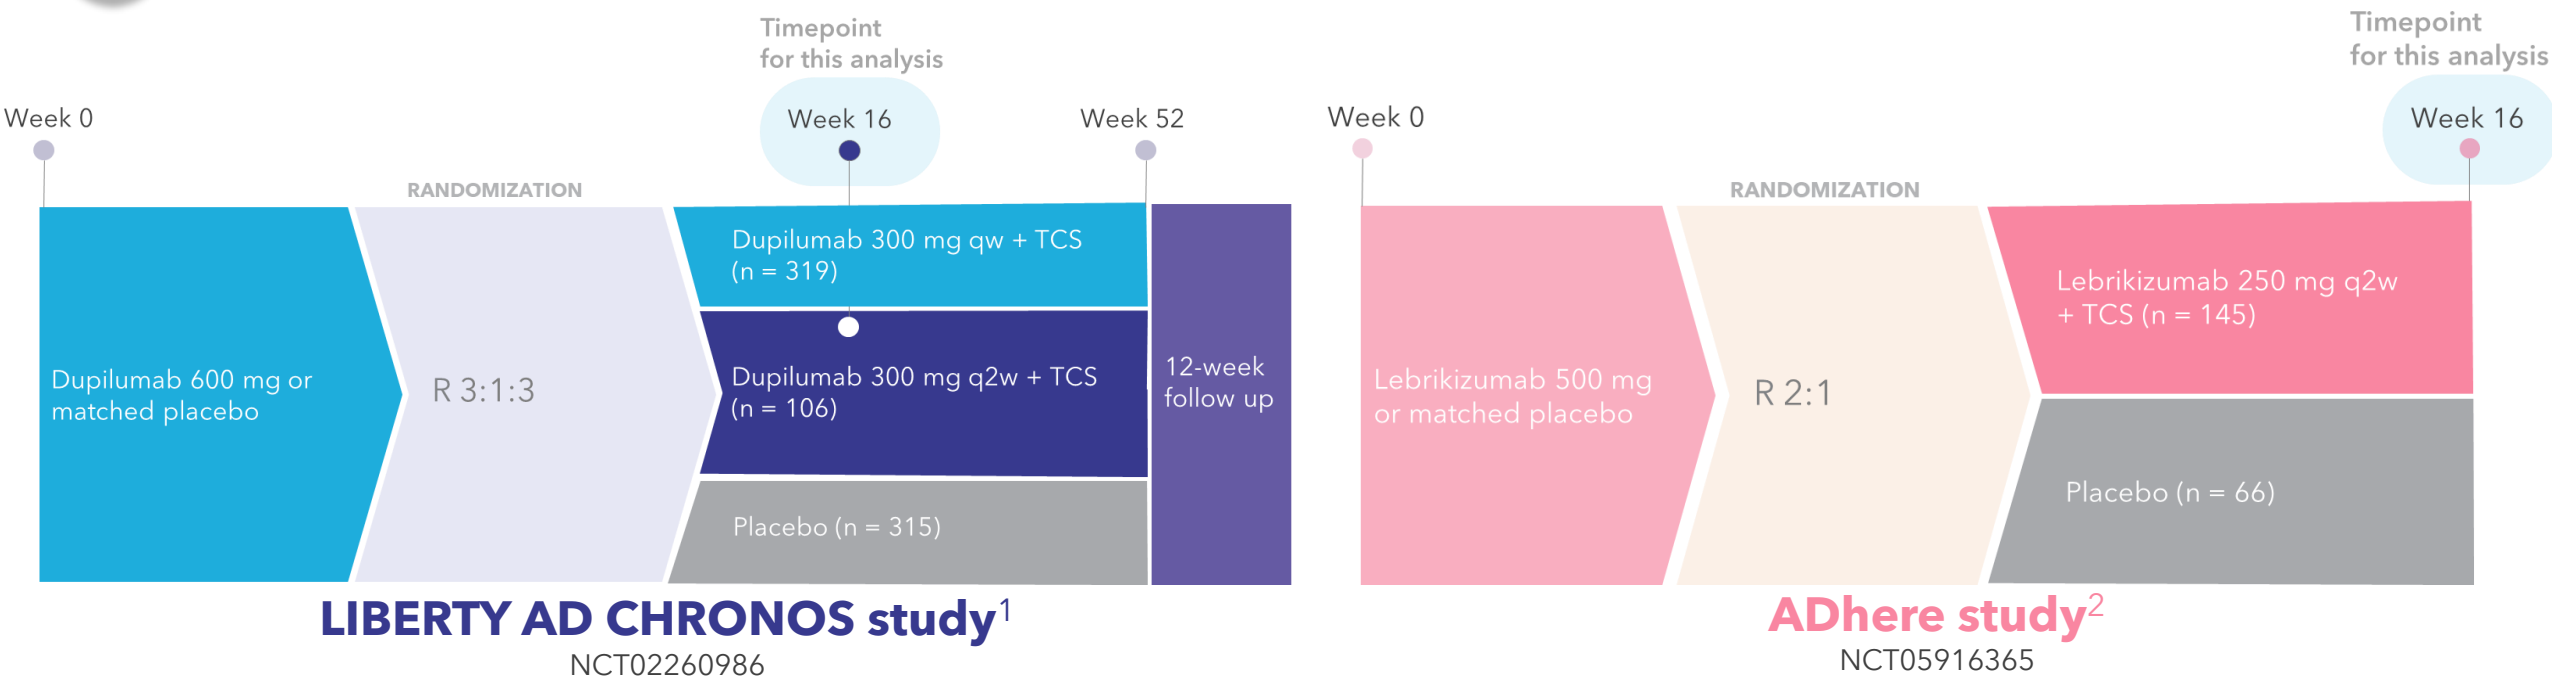 Timepoint
for this analysis
Week 0
Week 16
Week 52
RANDOMIZATION
Dupilumab 600 mg or
matched placebo
R 3:1:3
Dupilumab 300 mg qw + TCS
(n = 319)
Dupilumab 300 mg q2w + TCS
(n = 106)
Placebo (n = 315)
12-week
follow up
LIBERTY AD CHRONOS study1
NCT02260986
Timepoint
for this analysis
Week 0
Week 16
RANDOMIZATION
Lebrikizumab 500 mg
or matched placebo
R 2:1
Lebrikizumab 250 mg q2w
+ TCS (n = 145)
Placebo (n = 66)
ADhere study2
NCT05916365